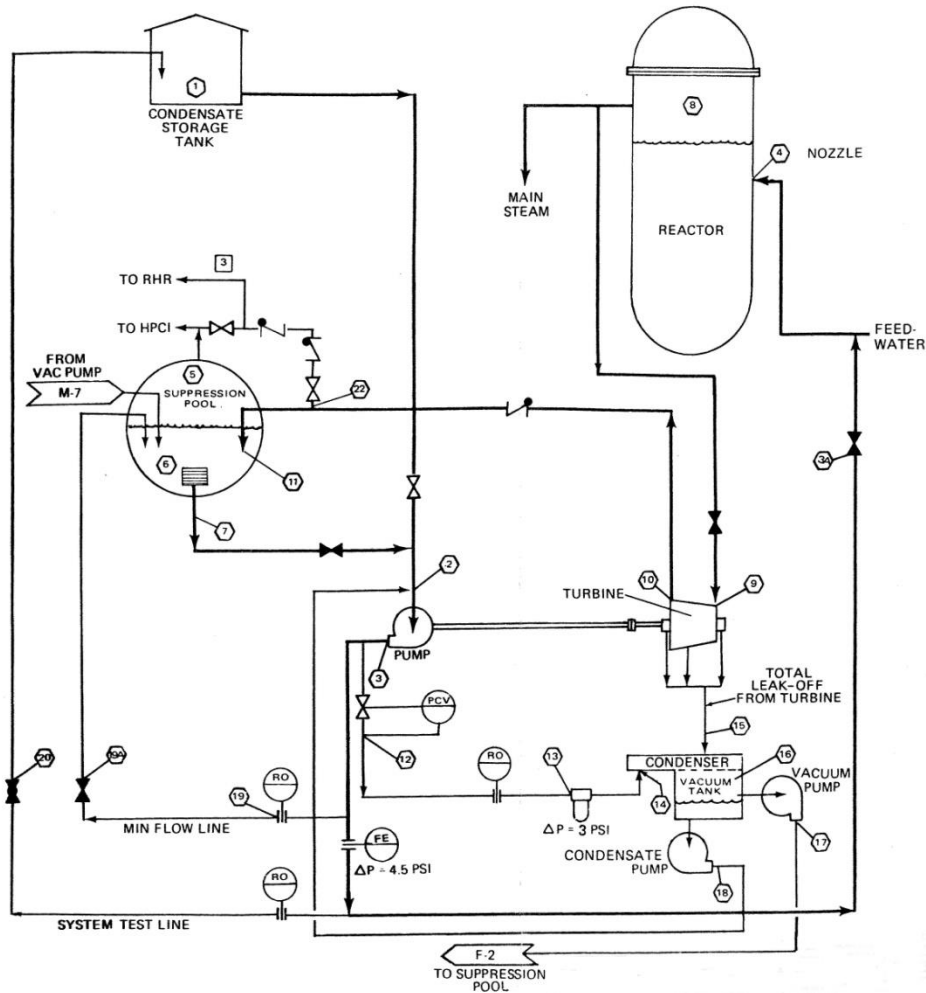 1
CONDENSATE
STORAGE
TANK
8
4
NOZZLE
MAIN
STEAM
REACTOR
3
TO RHR
TO HPCI
FEED-
WATER
FROM
VAC PUMP
M-7
5
SUPPRESSION
POOL
22
6
11
3A
7
2
10
9
TURBINE
PUMP
3
TOTAL
LEAK-OFF
FROM TURBINE
PCV
15
12
CONDENSER
16
VACUUM
TANK
VACUUM
PUMP
20
19A
RO
13
14
19
RO
ΔP = 3 PSI
17
MIN FLOW LINE
FE
CONDENSATE
PUMP
ΔP = 4.5 PSI
18
RO
SYSTEM TEST LINE
F-2
TO SUPPRESSION
POOL